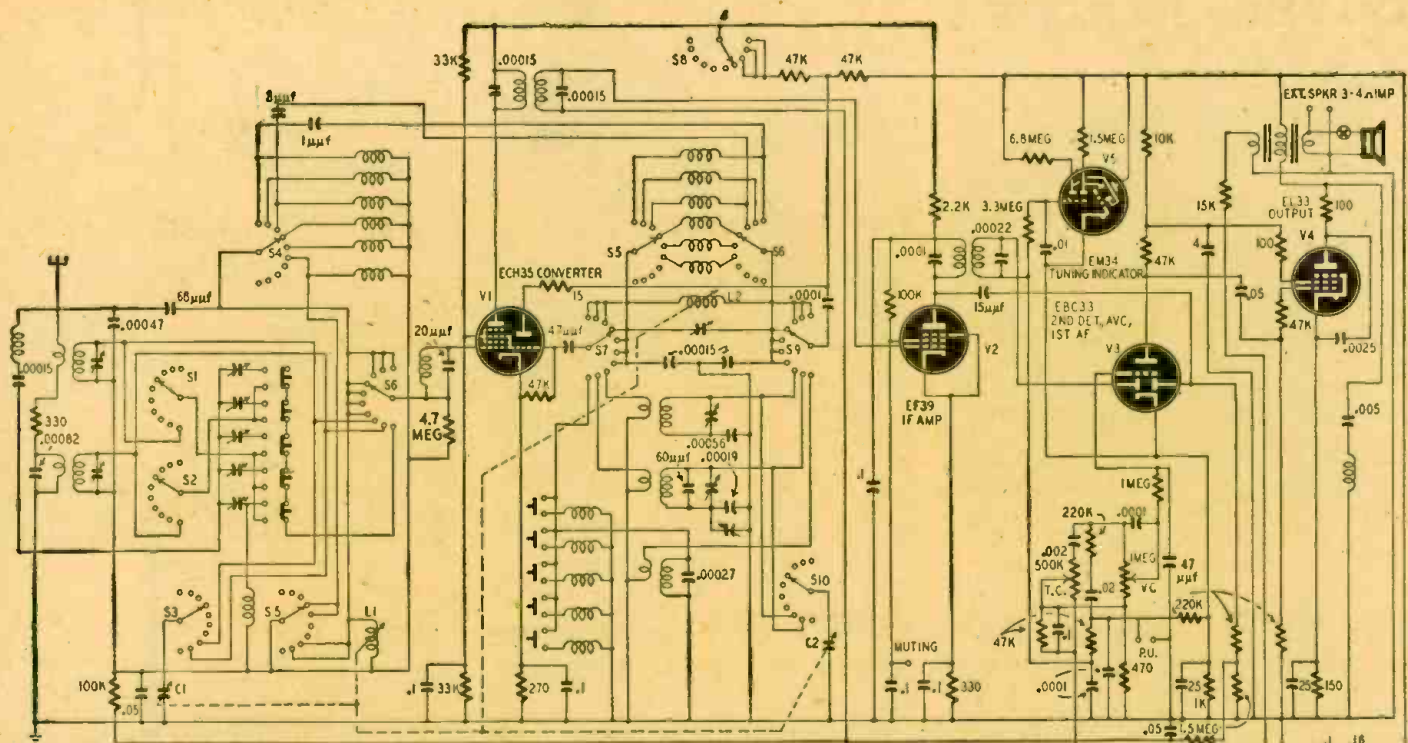 8
33K
.00015
S8
47K
47K
.00015
8μμf
1μμf
EXT. SPKR 3-4Ω IMP
6.8MEG
1.5MEG
V5
10K
2.2K
3.3MEG
.00022
15K
EL33
OUTPUT
100
V4
S4
S5
S6
.0001
.01
EM34
TUNING INDICATOR
47K
4
100
ECH35 CONVERTER
V1
15
L2
.0001
100K
15μμf
EBC33
2ND DET., AVC,
1ST AF
.05
47K
68μμf
.00047
20μμf
47μμf
S7
.00015
S9
V2
V3
.0025
.00015
S1
S6
47K
EF39
IF AMP
330
.00082
4.7
MEG
.00056
60μμf
.00019
.005
S2
.1
1MEG
220K
.0001
.002
500K
1MEG
47
μμf
T.C.
.02
VC
.00027
S10
S3
S5
L1
C2
220K
47K
.1
P.U.
MUTING
470
100K
C1
.05
.1
33K
270
.1
.1
.1
330
.0001
25
1K
25
150
.05
1.5MEG
16